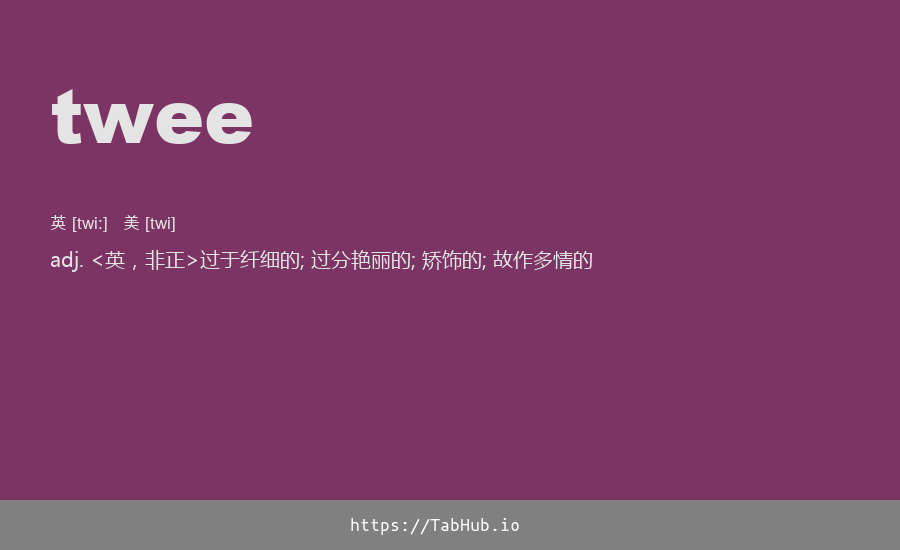 twee
英 [twi:]   美 [twi]
adj. <英，非正>过于纤细的; 过分艳丽的; 矫饰的; 故作多情的
https://TabHub.io